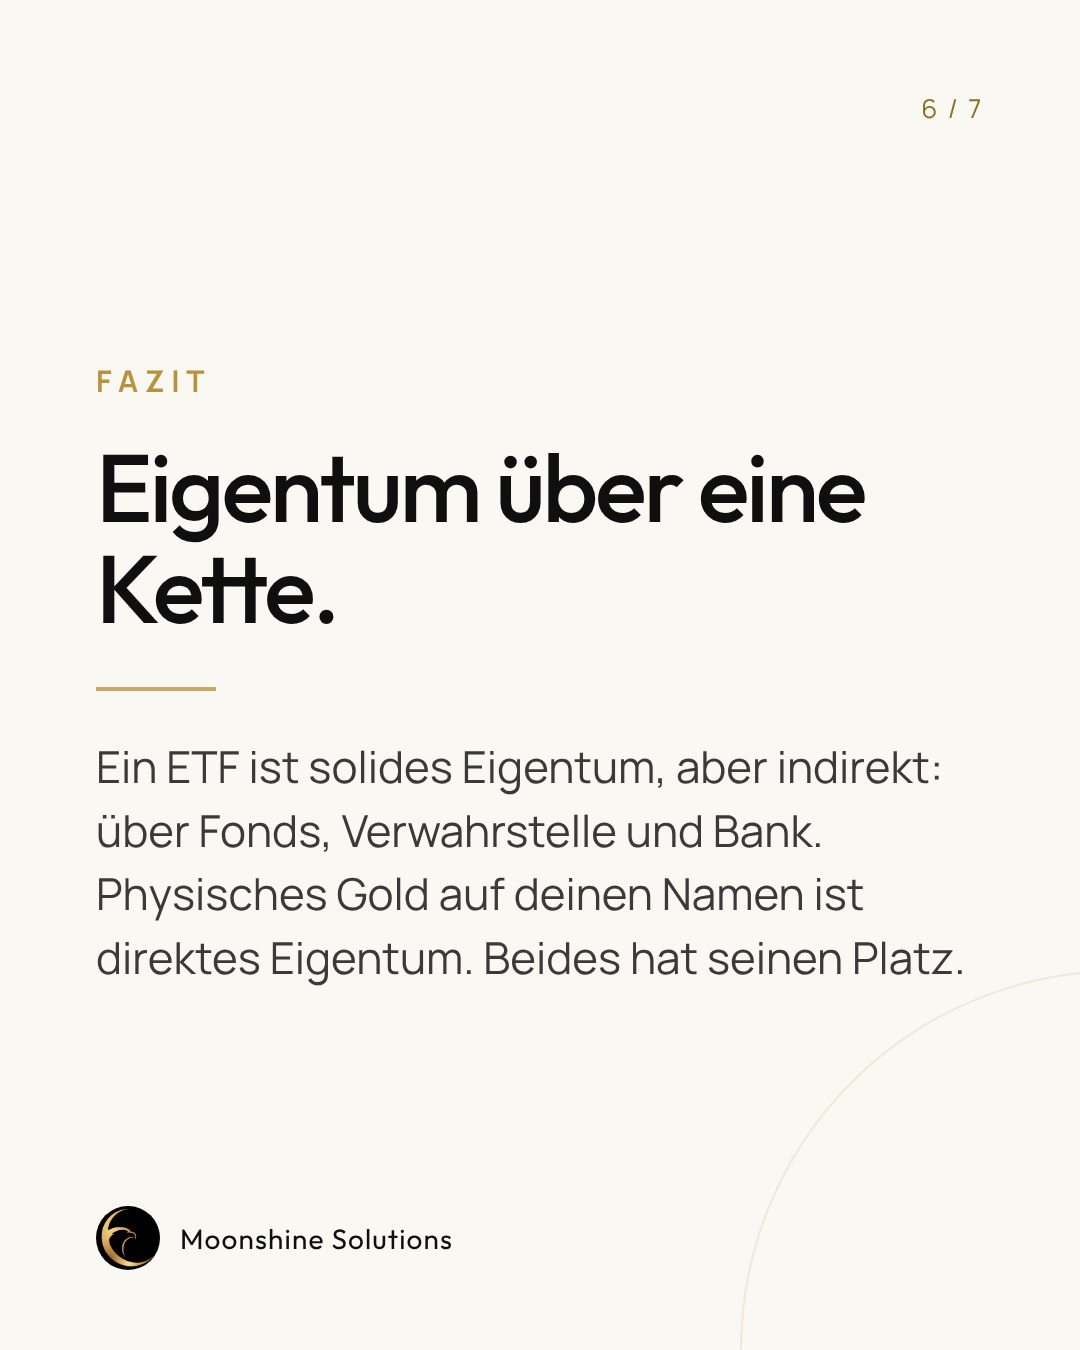 6 / 7
FAZIT
Eigentum über eine
Kette.
Ein ETF ist solides Eigentum, aber indirekt:
über Fonds, Verwahrstelle und Bank.
Physisches Gold auf deinen Namen ist
direktes Eigentum. Beides hat seinen Platz.
Moonshine Solutions